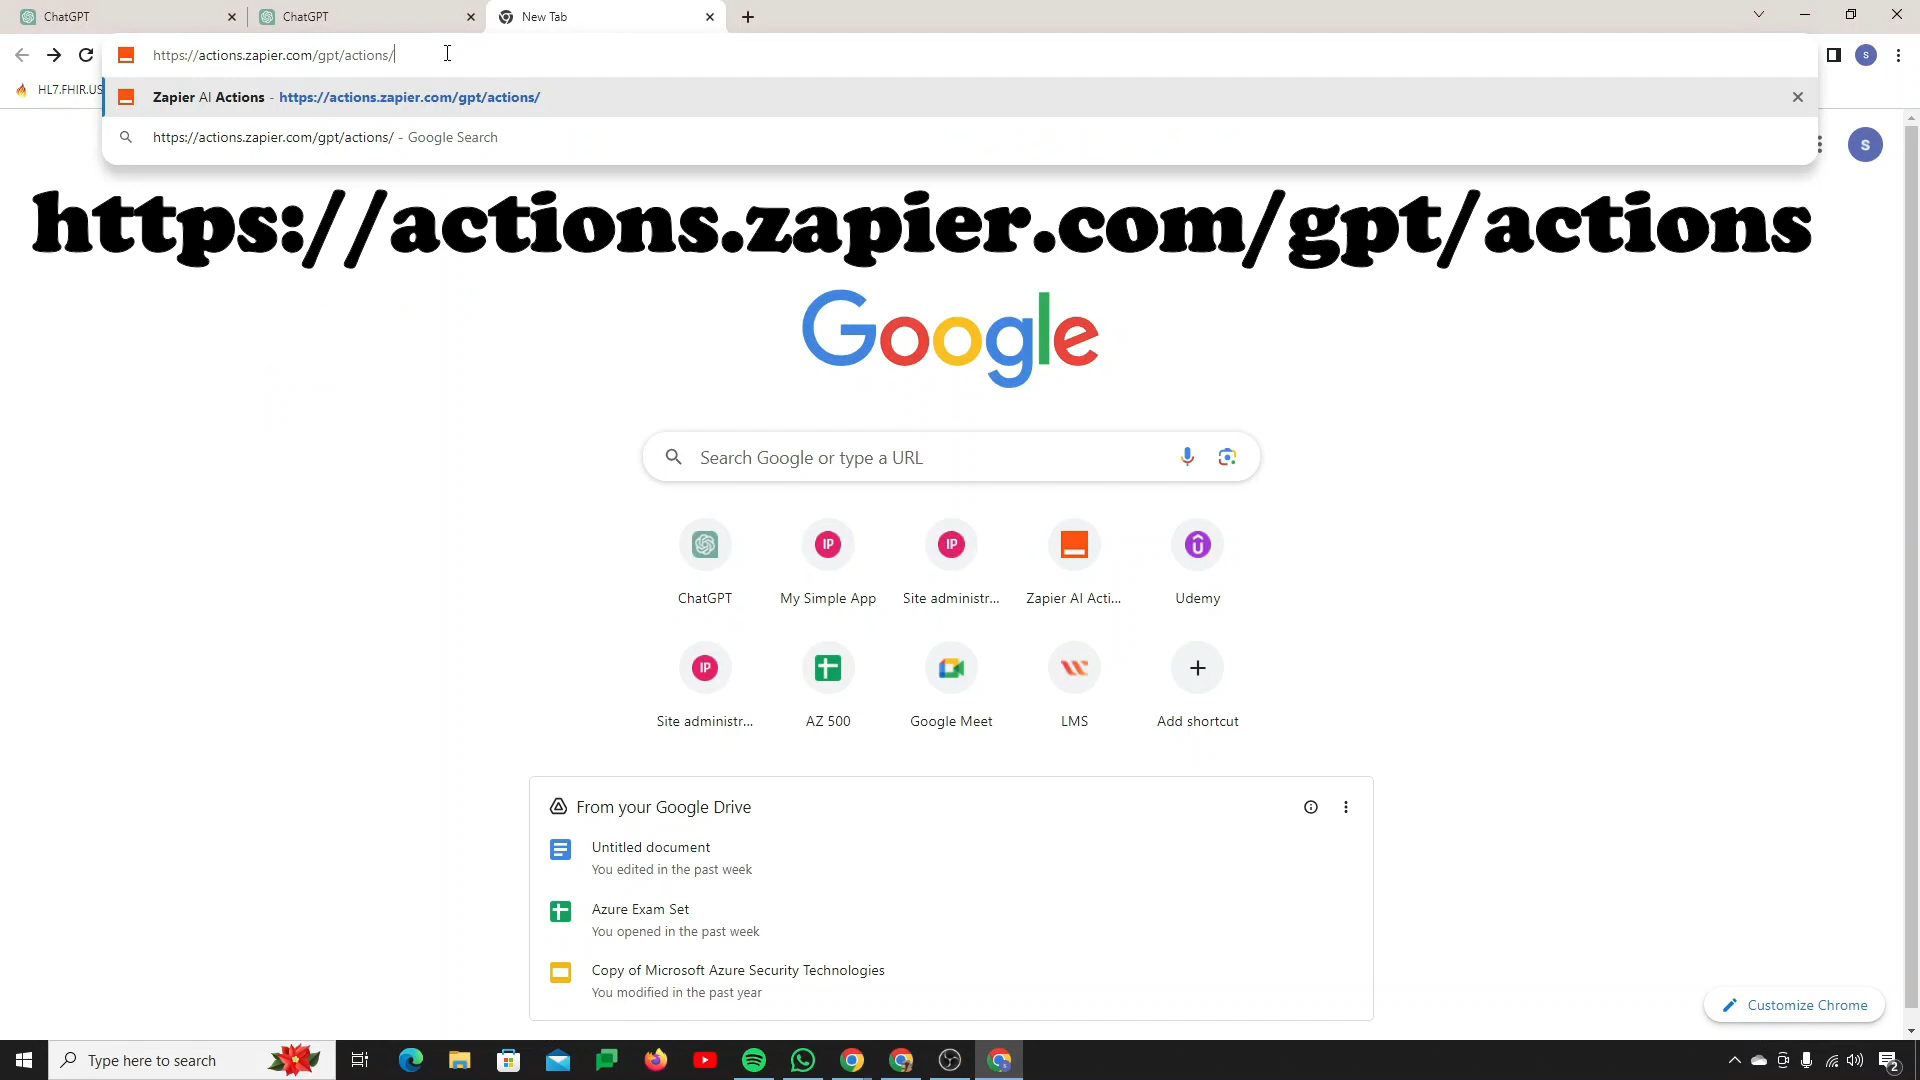 ChatGPT
ChatGPT
New Tab
https://actions.zapier.com/gpt/actions/
HL7.FHIR.US
Zapier AI Actions - https://actions.zapier.com/gpt/actions/
https://actions.zapier.com/gpt/actions/ - Google Search
S
S
https://actions.zapier.com/gpt/actions
Google
Search Google or type a URL
IP
IP
ChatGPT
My Simple App
Site administr...
Zapier AI Acti...
Udemy
IP
Site administr...
AZ 500
Google Meet
LMS
Add shortcut
From your Google Drive
Untitled document
You edited in the past week
Azure Exam Set
You opened in the past week
Copy of Microsoft Azure Security Technologies
You modified in the past year
Customize Chrome
Type here to search
2